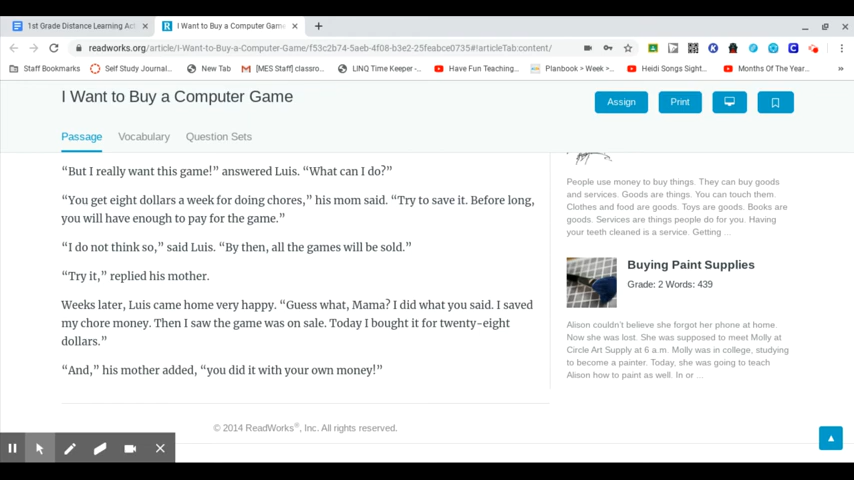 1st Grade Distance Learning Act
I Want to Buy a Computer Game
readworks.org/article/I-Want-to-Buy-a-Computer-Game/f53c2b74-5aeb-4f08-b3e2-25feabce0735#!articleTab:content/
Staff Bookmarks
Self Study Journal...
New Tab
[MES Staff] classro...
LINQ Time Keeper -...
Have Fun Teaching...
Planbook > Week >...
Heidi Songs Sight...
Months Of The Year...
I Want to Buy a Computer Game
Assign
Print
Passage
Vocabulary
Question Sets
“But I really want this game!” answered Luis. “What can I do?”
“You get eight dollars a week for doing chores,” his mom said. “Try to save it. Before long,
you will have enough to pay for the game.”
“I do not think so,” said Luis. “By then, all the games will be sold.”
“Try it,” replied his mother.
Weeks later, Luis came home very happy. “Guess what, Mama? I did what you said. I saved
my chore money. Then I saw the game was on sale. Today I bought it for twenty-eight
dollars.”
“And,” his mother added, “you did it with your own money!”
People use money to buy things. They can buy goods
and services. Goods are things. You can touch them.
Clothes and food are goods. Toys are goods. Books are
goods. Services are things people do for you. Having
your teeth cleaned is a service. Getting ...
Buying Paint Supplies
Grade: 2 Words: 439
Alison couldn’t believe she forgot her phone at home.
Now she was lost. She was supposed to meet Molly at
Circle Art Supply at 6 a.m. Molly was in college, studying
to become a painter. Today, she was going to teach
Alison how to paint as well. In or ...
© 2014 ReadWorks®, Inc. All rights reserved.